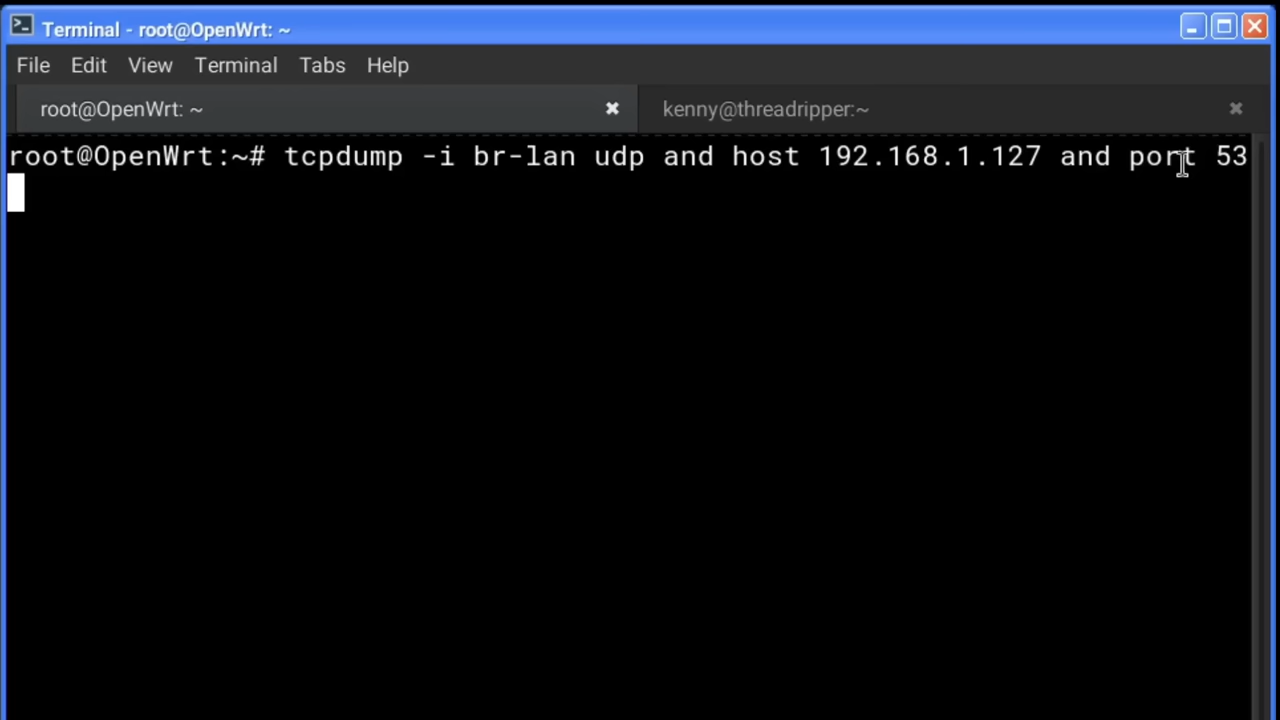 Terminal - root@OpenWrt: ~
File Edit View Terminal Tabs Help
root@OpenWrt: ~
kenny@threadripper:~
root@OpenWrt:~# tcpdump -i br-lan udp and host 192.168.1.127 and port 53